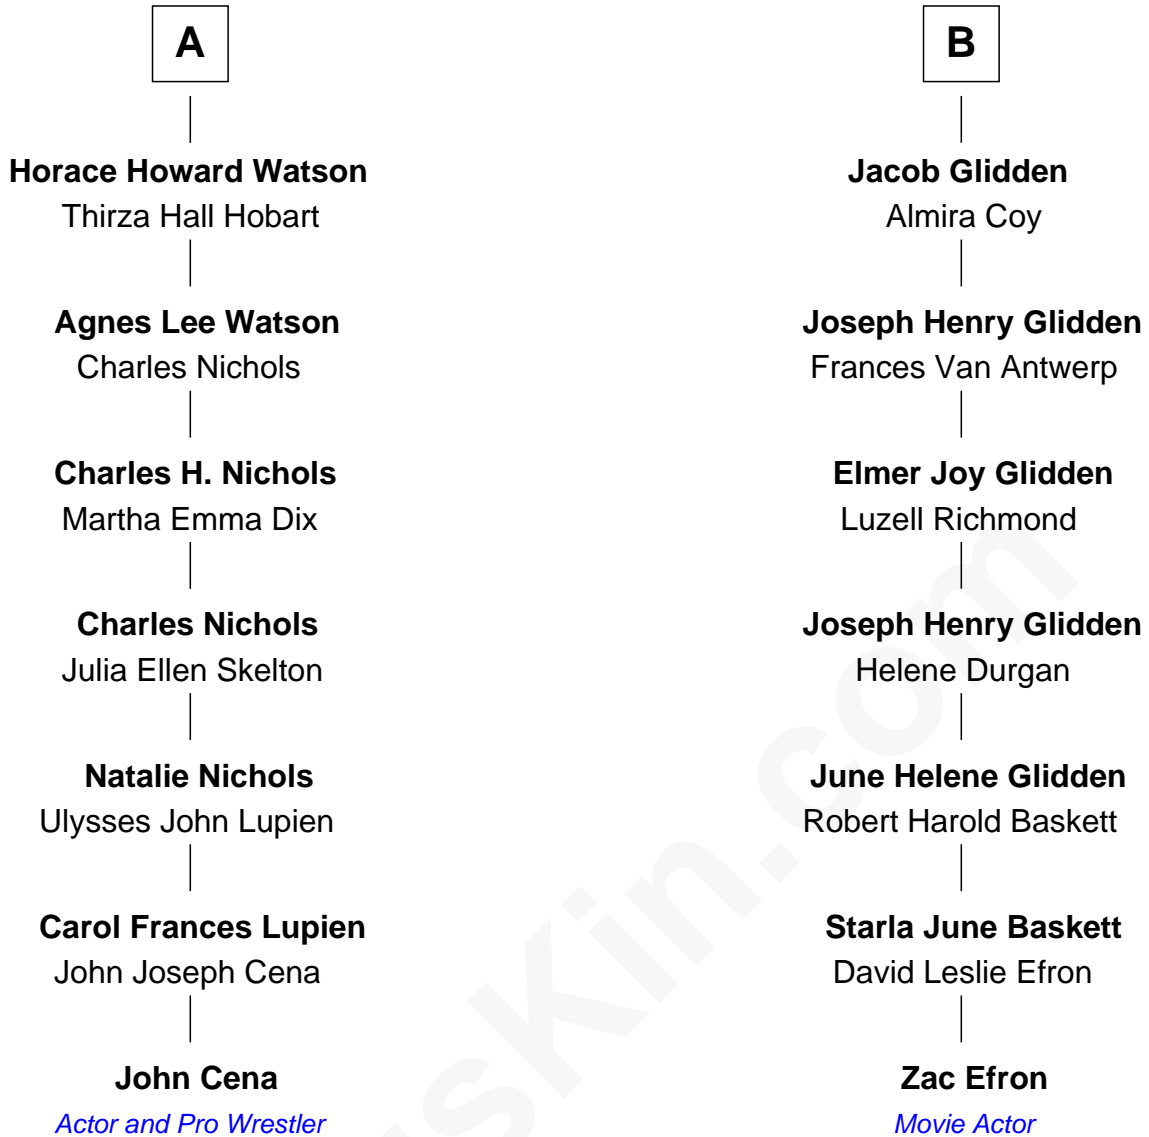 A
Horace Howard Watson
Thirza Hall Hobart
Agnes Lee Watson
Charles Nichols
Charles H. Nichols
Martha Emma Dix
Charles Nichols
Julia Ellen Skelton
Natalie Nichols
Ulysses John Lupien
Carol Frances Lupien
John Joseph Cena
John Cena
Actor and Pro Wrestler
B
Jacob Glidden
Almira Coy
Joseph Henry Glidden
Frances Van Antwerp
Elmer Joy Glidden
Luzell Richmond
Joseph Henry Glidden
Helene Durgan
June Helene Glidden
Robert Harold Baskett
Starla June Baskett
David Leslie Efron
Zac Efron
Movie Actor
sKin.com